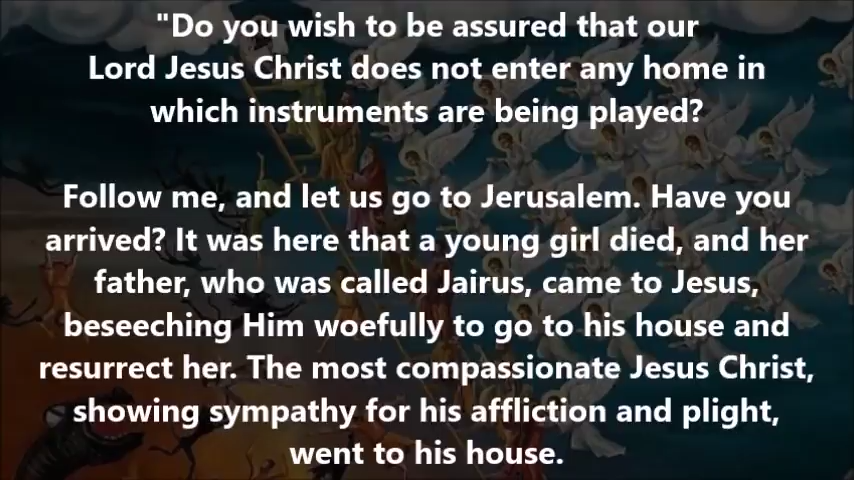 "Do you wish to be assured that our
Lord Jesus Christ does not enter any home in
which instruments are being played?
Follow me, and let us go to Jerusalem. Have you
arrived? It was here that a young girl died, and her
father, who was called Jairus, came to Jesus,
beseeching Him woefully to go to his house and
resurrect her. The most compassionate Jesus Christ,
showing sympathy for his affliction and plight,
went to his house.